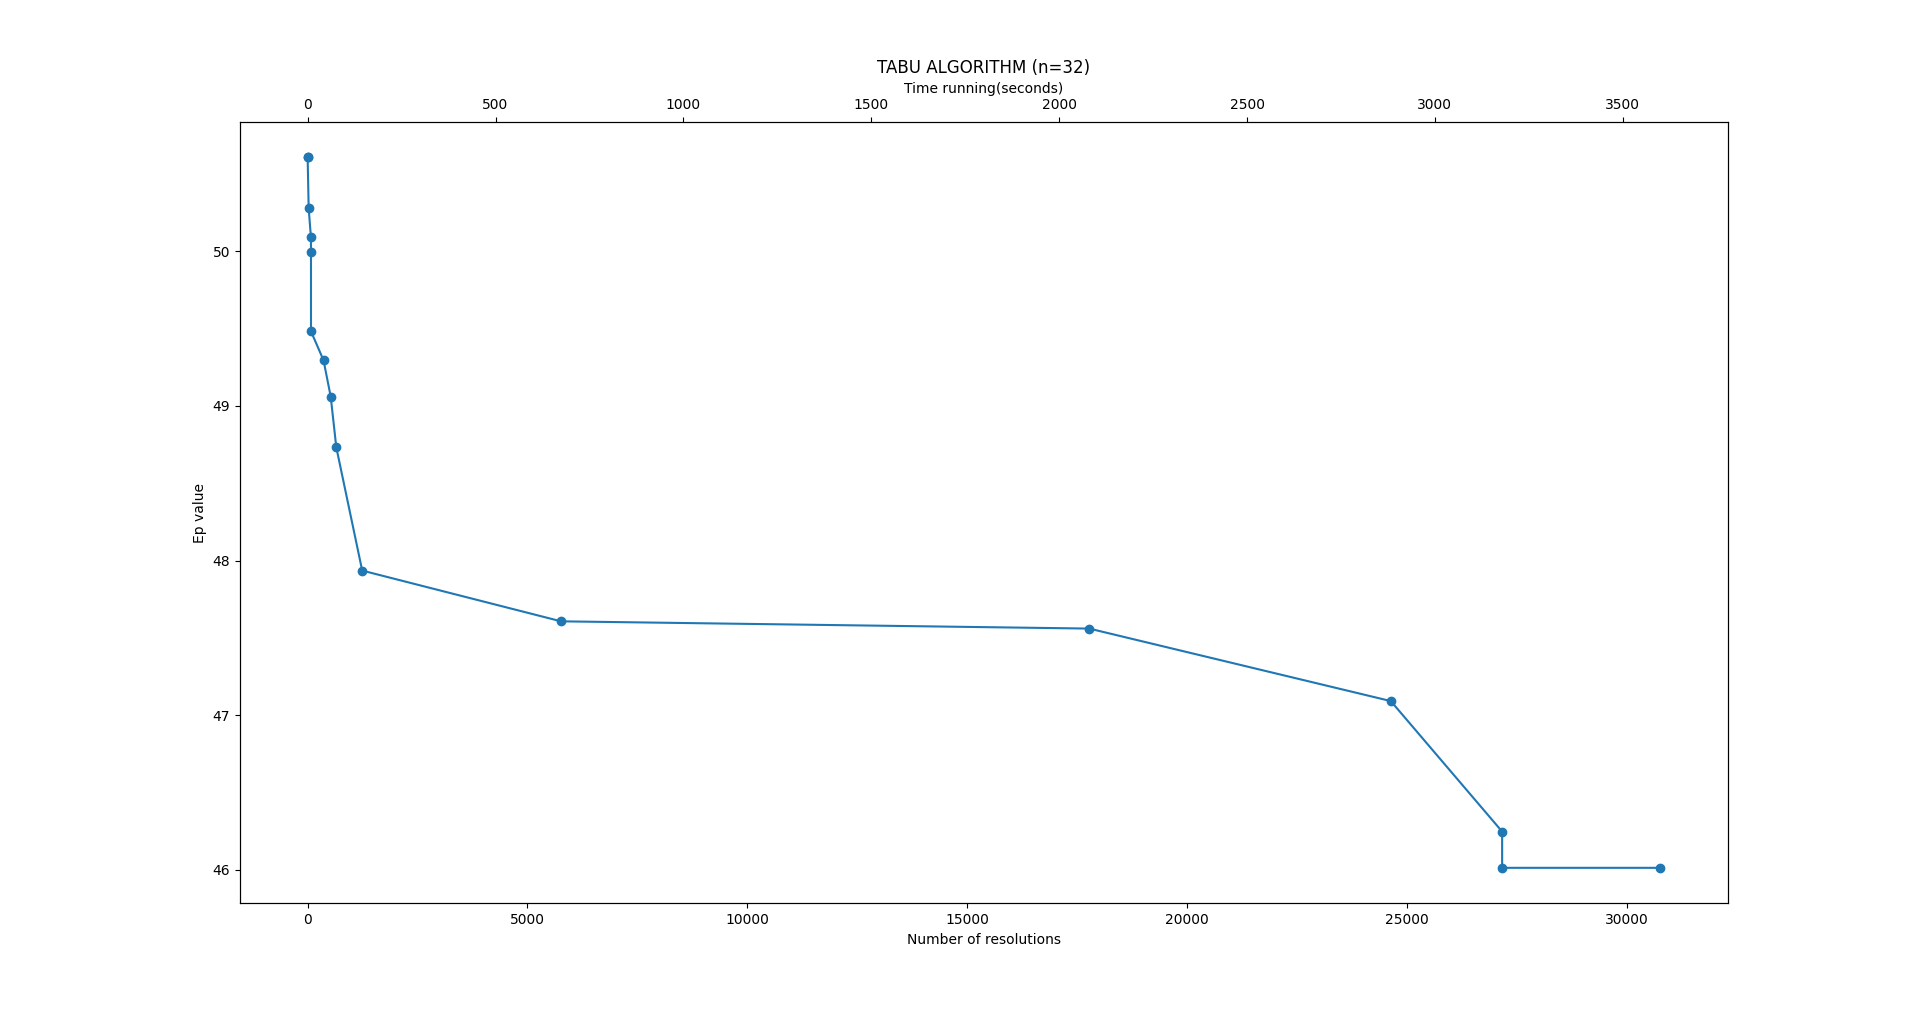 TABU ALGORITHM (n=32)
Time running(seconds)
0 500 1000 1500 2000 2500 3000 3500
50
49
48
47
46
Ep value
0 5000 10000 15000 20000 25000 30000
Number of resolutions